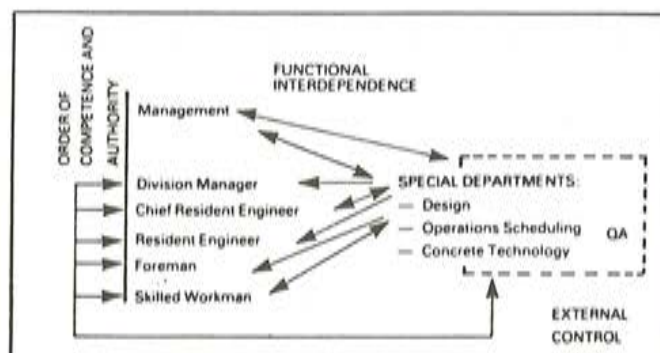 ORDER OF
COMPETENCE AND
AUTHORITY
FUNCTIONAL
INTERDEPENDENCE
Management
Division Manager
Chief Resident Engineer
Resident Engineer
Foreman
Skilled Workman
SPECIAL DEPARTMENTS:
— Design
— Operations Scheduling
— Concrete Technology
QA
EXTERNAL
CONTROL